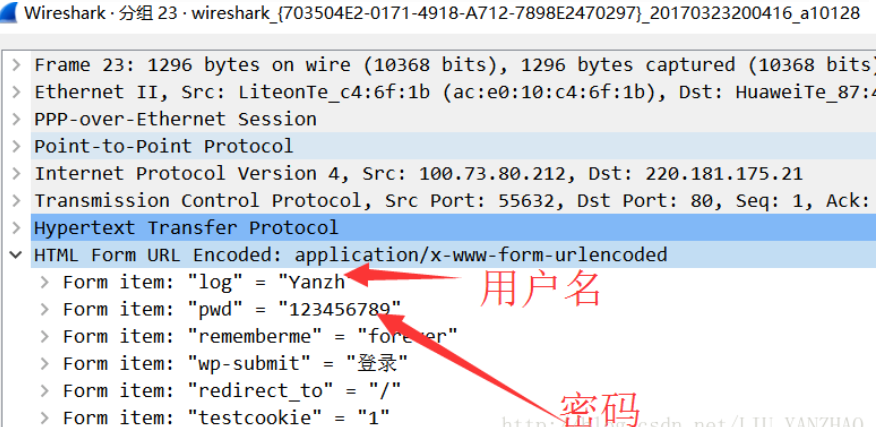 Wireshark · 分组 23 · wireshark_{703504E2-0171-4918-A712-7898E2470297}_20170323200416_a10128
Frame 23: 1296 bytes on wire (10368 bits), 1296 bytes captured (10368 bits)
Ethernet II, Src: LiteonTe_c4:6f:1b (ac:e0:10:c4:6f:1b), Dst: HuaweiTe_87:4
PPP-over-Ethernet Session
Point-to-Point Protocol
Internet Protocol Version 4, Src: 100.73.80.212, Dst: 220.181.175.21
Transmission Control Protocol, Src Port: 55632, Dst Port: 80, Seq: 1, Ack:
Hypertext Transfer Protocol
HTML Form URL Encoded: application/x-www-form-urlencoded
Form item: "log" = "Yanzh"
用户名
Form item: "pwd" = "123456789"
Form item: "rememberme" = "forever"
Form item: "wp-submit" = "登录"
Form item: "redirect_to" = "/"
密码
Form item: "testcookie" = "1"
http://blog.csdn.net/LIU_YANZHAO